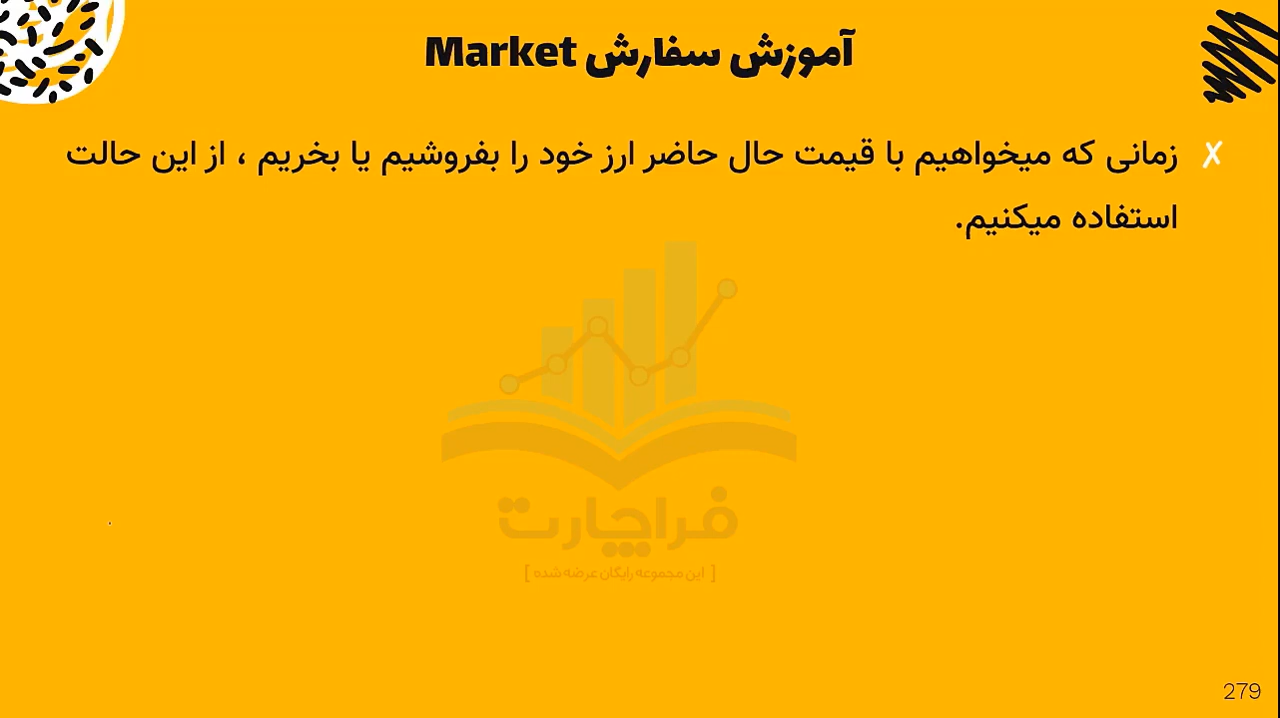 آموزش سفارش Market
زمانی که میخواهیم با قیمت حال حاضر ارز خود را بفروشیم یا بخریم ، از این حالت
استفاده میکنیم.
فراچارت
[ این مجموعه رایگان عرضه شده ]
279